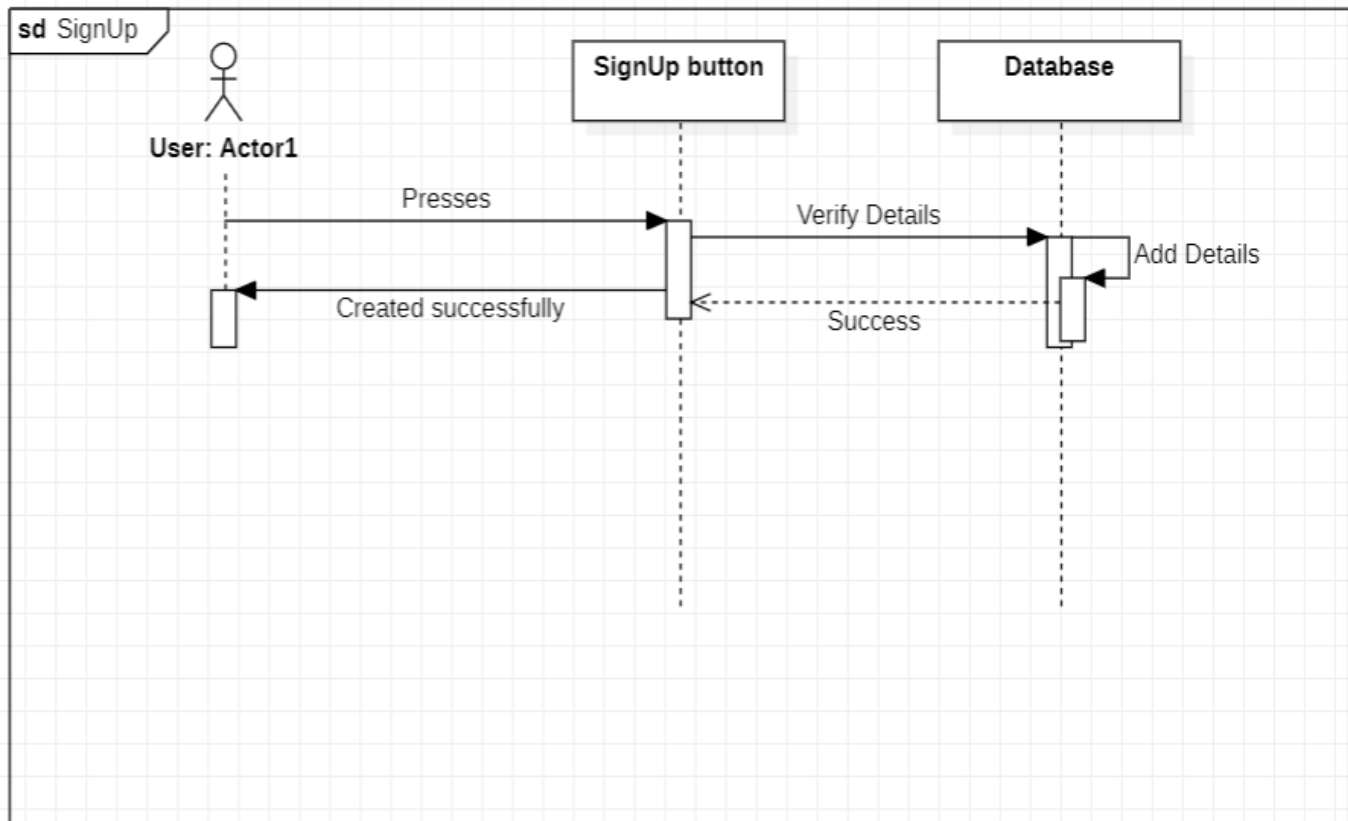 sd SignUp
SignUp button
Database
User: Actor1
Presses
Verify Details
Add Details
Created successfully
Success